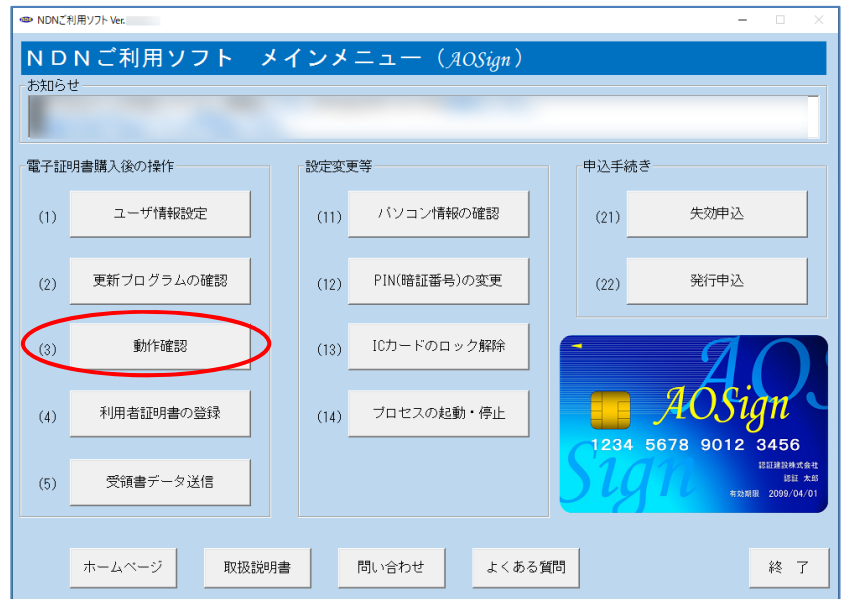 NDNご利用ソフト Ver.
NDNご利用ソフト メインメニュー（AOSign）
お知らせ
電子証明書購入後の操作
(1) ユーザ情報設定
(2) 更新プログラムの確認
(3) 動作確認
(4) 利用者証明書の登録
(5) 受領書データ送信
設定変更等
(11) パソコン情報の確認
(12) PIN(暗証番号)の変更
(13) ICカードのロック解除
(14) プロセスの起動・停止
申込手続き
(21) 失効申込
(22) 発行申込
AOS
AOSign
Sign
1234 5678 9012 3456
認証建設株式会社
認証 太郎
有効期限 2099/04/01
ホームページ 取扱説明書 問い合わせ よくある質問 終 了